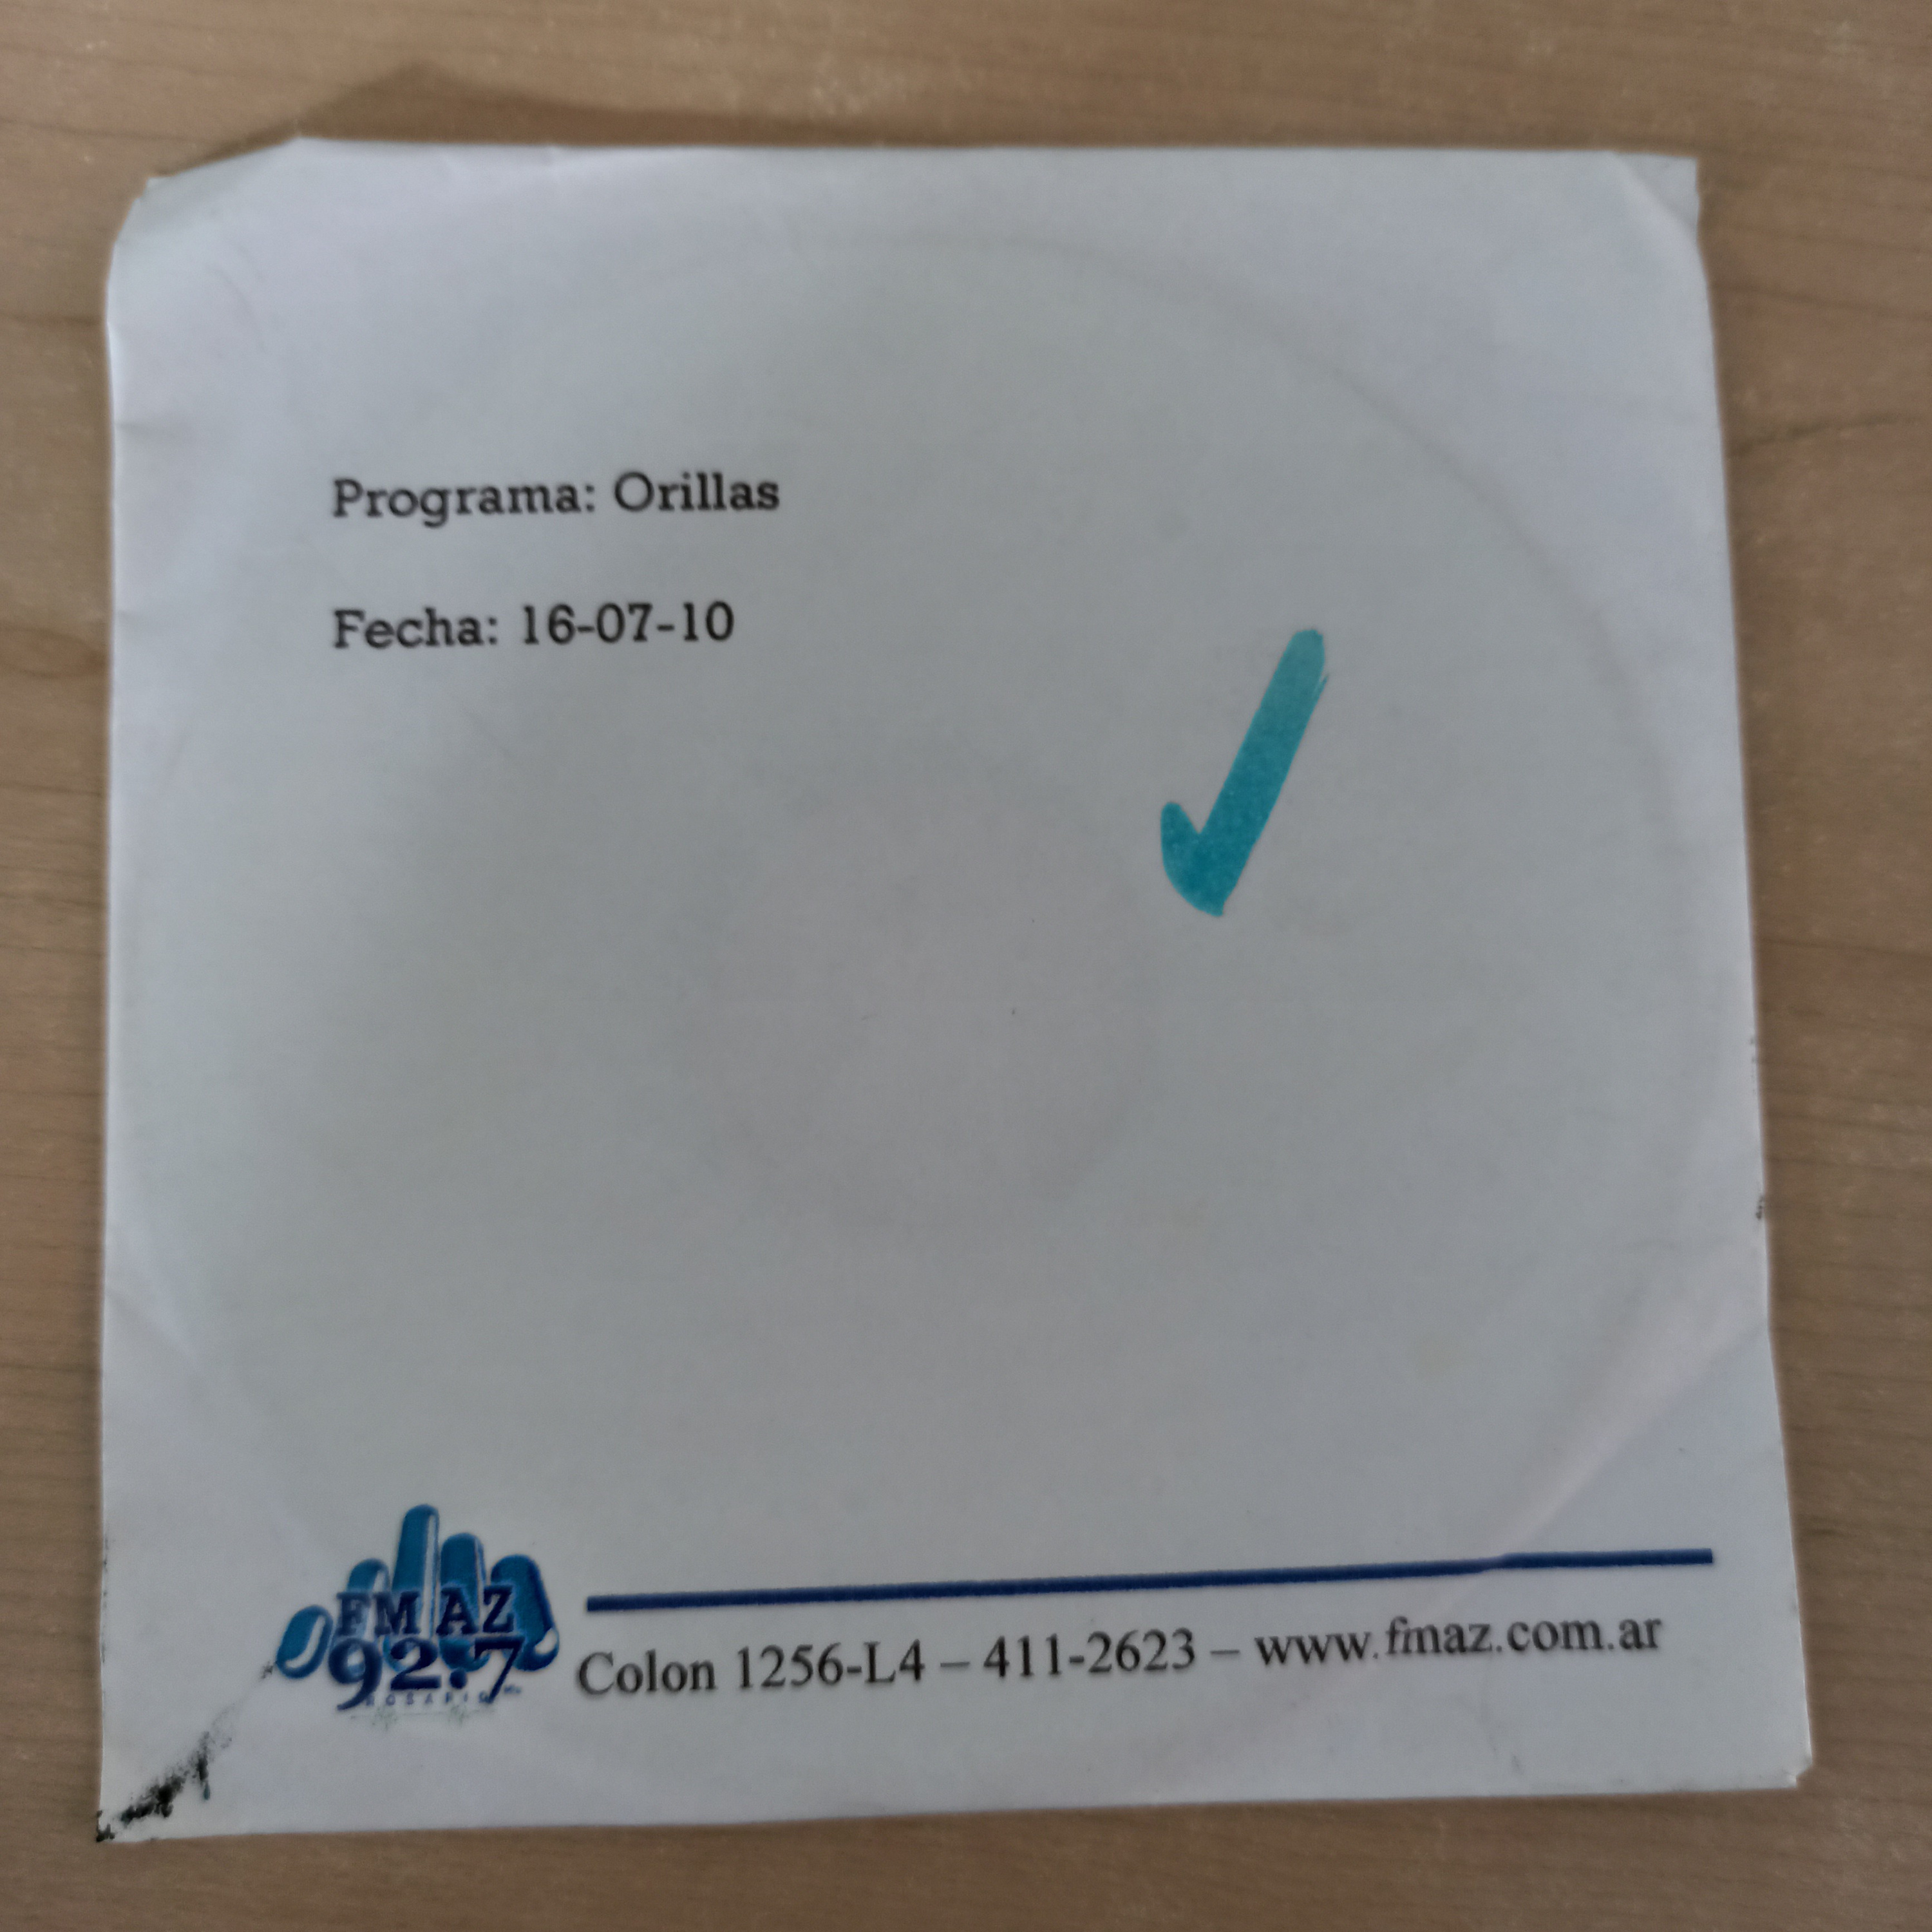 Programa: Orillas
Fecha: 16-07-10
FM AZ
92.7
ROSARIO
Colon 1256-L4 – 411-2623 – www.fmaz.com.ar